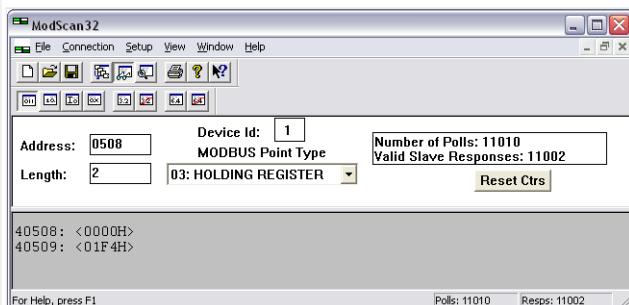 ModScan32
File Connection Setup View Window Help
Address: 0508
Device Id: 1
MODBUS Point Type
Length: 2
03: HOLDING REGISTER
Number of Polls: 11010
Valid Slave Responses: 11002
Reset Ctrs
40508: <0000H>
40509: <01F4H>
For Help, press F1
Polls: 11010
Resps: 11002